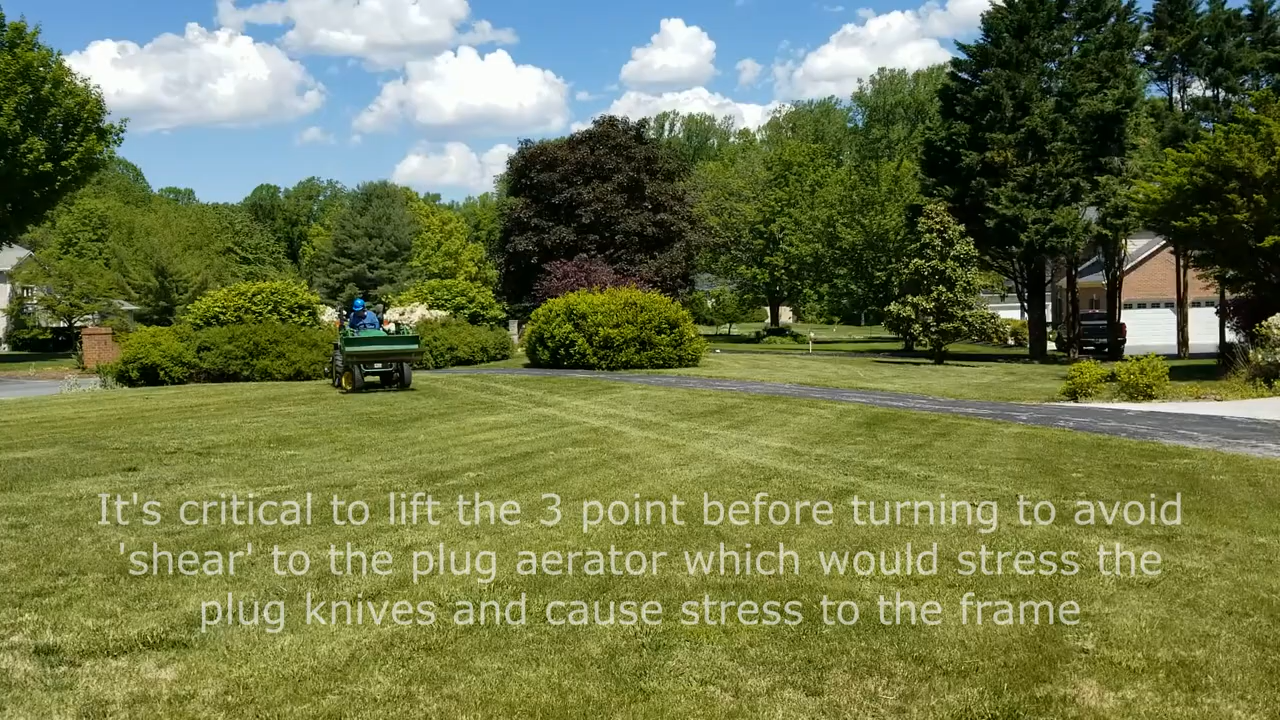 It's critical to lift the 3 point before turning to avoid
'shear' to the plug aerator which would stress the
plug knives and cause stress to the frame